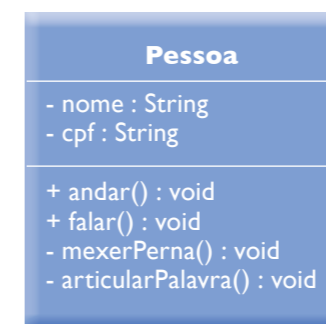 Pessoa
- nome : String
- cpf : String
+ andar() : void
+ falar() : void
- mexerPerna() : void
- articularPalavra() : void